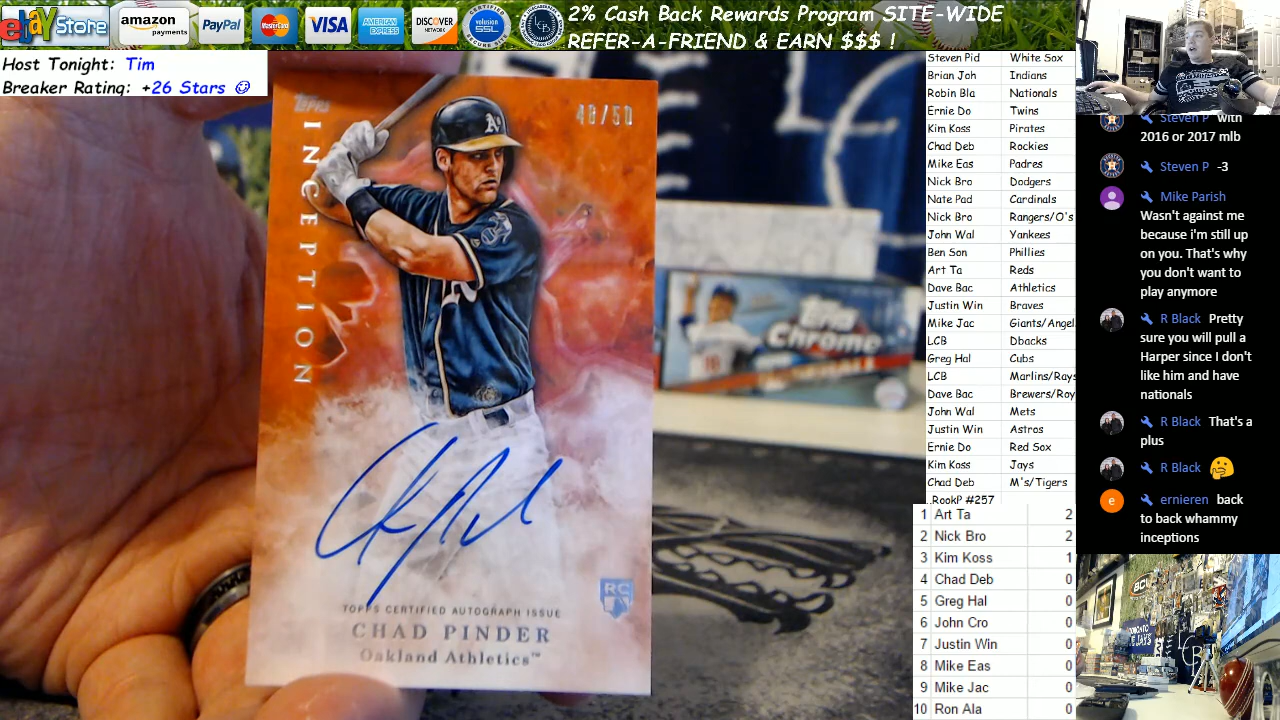 ebay Store
amazon
payments
PayPal
MasterCard
VISA
AMERICAN
EXPRESS
DISCOVER
NETWORK
volusion
SSL
CERTIFIED
LCB
2% Cash Back Rewards Program SITE-WIDE
REFER-A-FRIEND & EARN $$$ !
Host Tonight: Tim
Breaker Rating: +26 Stars ☺
Topps
INCEPTION
48/50
A's
TOPPS CERTIFIED AUTOGRAPH ISSUE
CHAD PINDER
Oakland Athletics™
RC
Topps
Chrome
Steven Pid White Sox
Brian Joh Indians
Robin Bla Nationals
Ernie Do Twins
Kim Koss Pirates
Chad Deb Rockies
Mike Eas Padres
Nick Bro Dodgers
Nate Pad Cardinals
Nick Bro Rangers/O's
John Wal Yankees
Ben Son Phillies
Art Ta Reds
Dave Bac Athletics
Justin Win Braves
Mike Jac Giants/Angel
LCB Dbacks
Greg Hal Cubs
LCB Marlins/Rays
Dave Bac Brewers/Roy
John Wal Mets
Justin Win Astros
Ernie Do Red Sox
Kim Koss Jays
Chad Deb M's/Tigers
RookP #257
1 Art Ta 2
2 Nick Bro 2
3 Kim Koss 1
4 Chad Deb 0
5 Greg Hal 0
6 John Cro 0
7 Justin Win 0
8 Mike Eas 0
9 Mike Jac 0
10 Ron Ala 0
Steven P with
2016 or 2017 mlb
Steven P -3
Mike Parish
Wasn't against me
because i'm still up
on you. That's why
you don't want to
play anymore
R Black Pretty
sure you will pull a
Harper since I don't
like him and have
nationals
R Black That's a
plus
R Black 🤔
e
ernieren back
to back whammy
inceptions